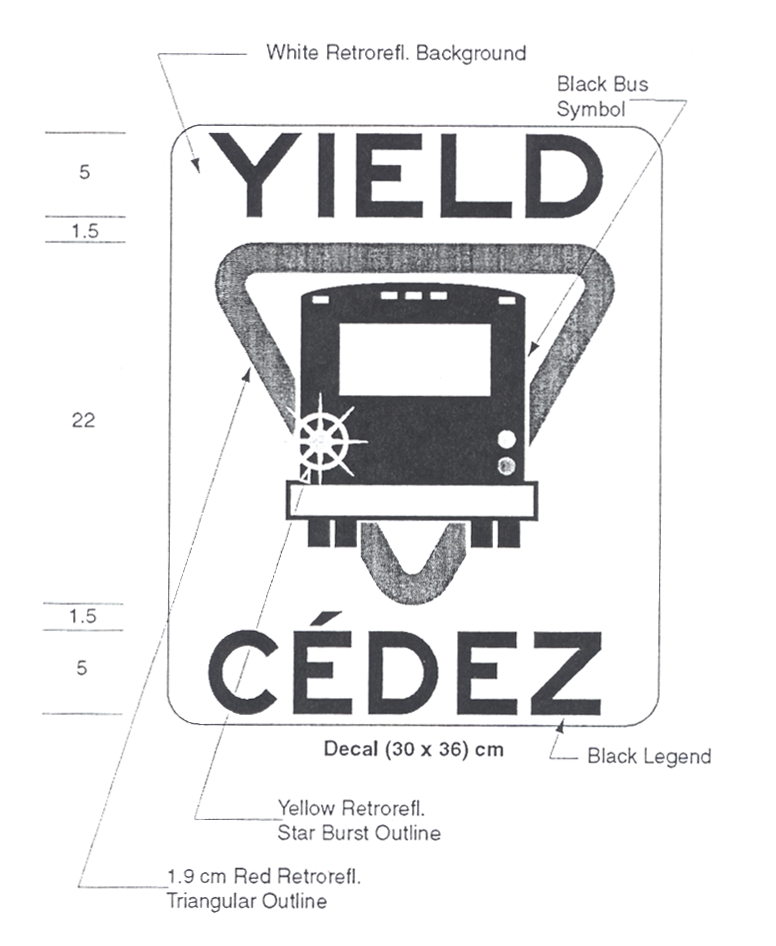 White Retrorefl. Background
Black Bus
Symbol
YIELD
5
1.5
22
1.5
5
CÉDEZ
Decal (30 x 36) cm
Black Legend
Yellow Retrorefl.
Star Burst Outline
1.9 cm Red Retrorefl.
Triangular Outline